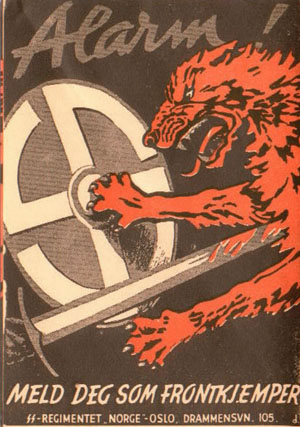 Alarm!
MELD DEG SOM FRONTKJEMPER
SS-REGIMENTET „NORGE"-OSLO, DRAMMENSVN. 105.